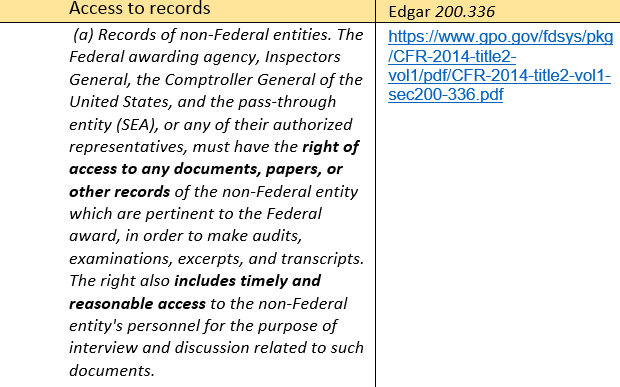 Access to records
Edgar 200.336
(a) Records of non-Federal entities. The
Federal awarding agency, Inspectors
General, the Comptroller General of the
United States, and the pass-through
entity (SEA), or any of their authorized
representatives, must have the right of
access to any documents, papers, or
other records of the non-Federal entity
which are pertinent to the Federal
award, in order to make audits,
examinations, excerpts, and transcripts.
The right also includes timely and
reasonable access to the non-Federal
entity's personnel for the purpose of
interview and discussion related to such
documents.
https://www.gpo.gov/fdsys/pkg
/CFR-2014-title2-
vol1/pdf/CFR-2014-title2-vol1-
sec200-336.pdf